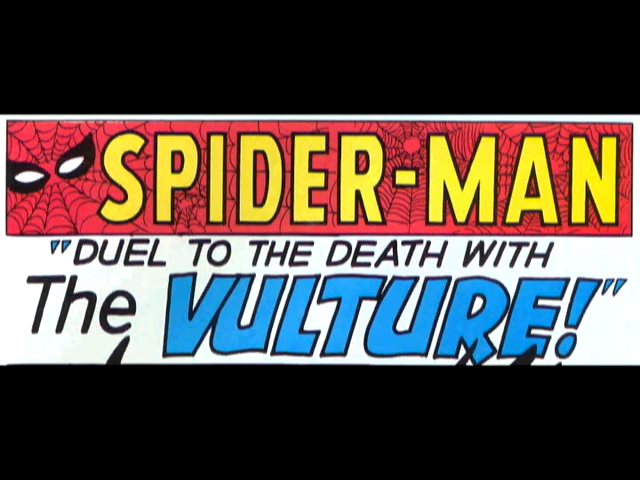 SPIDER-MAN
"DUEL TO THE DEATH WITH
The VULTURE!"